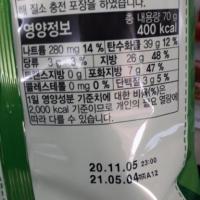 해 질소 충전 포장을 하였습니다.
영양정보 총 내용량 70 g
400 kcal
나트륨 280 mg 14 % 탄수화물 39 g 12 %
당류 3 g 3 % 지방 26 g 48 %
트랜스지방 0 g 포화지방 7 g 47 %
콜레스테롤 0 mg 0 % 단백질 3 g 5 %
1일 영양성분 기준치에 대한 비율(%)은
2,000 kcal 기준이므로 개인의 필요 열량에
따라 다를 수 있습니다.
20.11.05 23:00
21.05.04